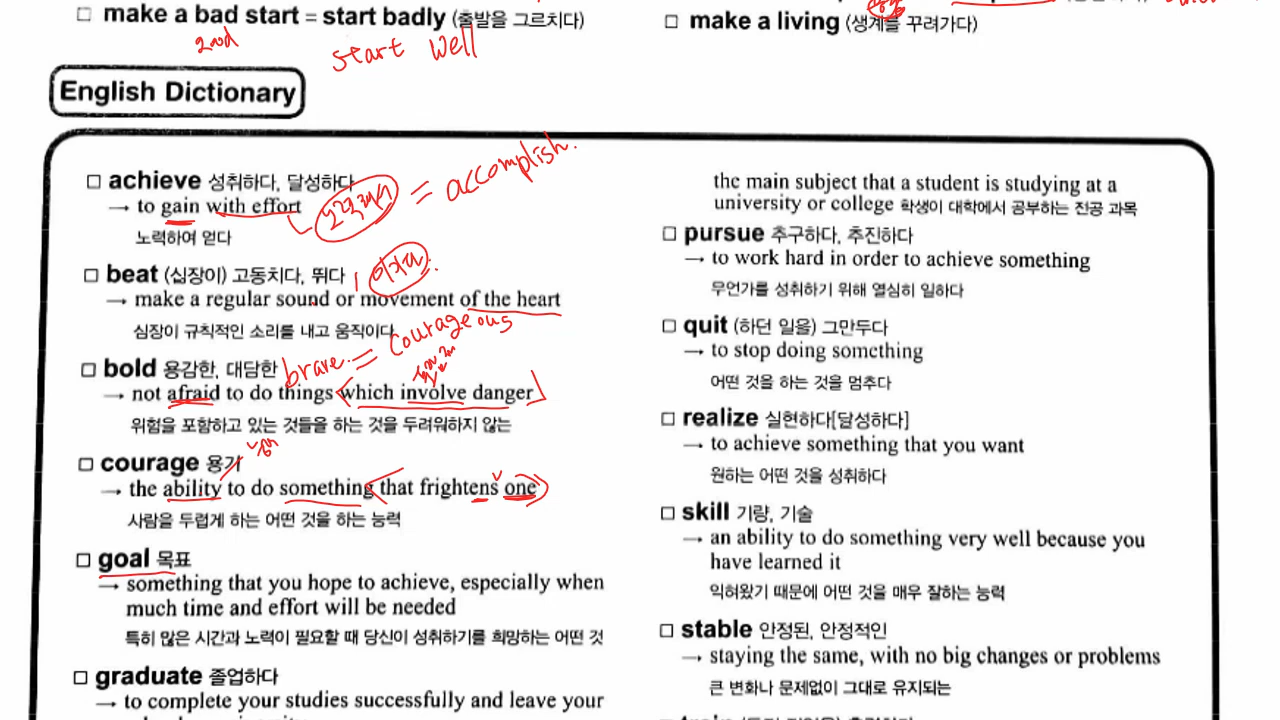 □ make a bad start = start badly (출발을 그르치다)
start well
□ make a living (생계를 꾸려가다)
English Dictionary
□ achieve 성취하다, 달성하다
= accomplish.
→ to gain with effort
노력하여 얻다
□ beat (심장이) 고동치다, 뛰다
, 이기다.
→ make a regular sound or movement of the heart
심장이 규칙적인 소리를 내고 움직이다
□ bold 용감한, 대담한
brave = courageous
→ not afraid to do things which involve danger
위험을 포함하고 있는 것들을 하는 것을 두려워하지 않는
□ courage 용기
→ the ability to do something that frightens one
사람을 두렵게 하는 어떤 것을 하는 능력
□ goal 목표
→ something that you hope to achieve, especially when
much time and effort will be needed
특히 많은 시간과 노력이 필요할 때 당신이 성취하기를 희망하는 어떤 것
□ graduate 졸업하다
→ to complete your studies successfully and leave your
the main subject that a student is studying at a
university or college 학생이 대학에서 공부하는 전공 과목
□ pursue 추구하다, 추진하다
→ to work hard in order to achieve something
무언가를 성취하기 위해 열심히 일하다
□ quit (하던 일을) 그만두다
→ to stop doing something
어떤 것을 하는 것을 멈추다
□ realize 실현하다[달성하다]
→ to achieve something that you want
원하는 어떤 것을 성취하다
□ skill 기량, 기술
→ an ability to do something very well because you
have learned it
익혀왔기 때문에 어떤 것을 매우 잘하는 능력
□ stable 안정된, 안정적인
→ staying the same, with no big changes or problems
큰 변화나 문제없이 그대로 유지되는